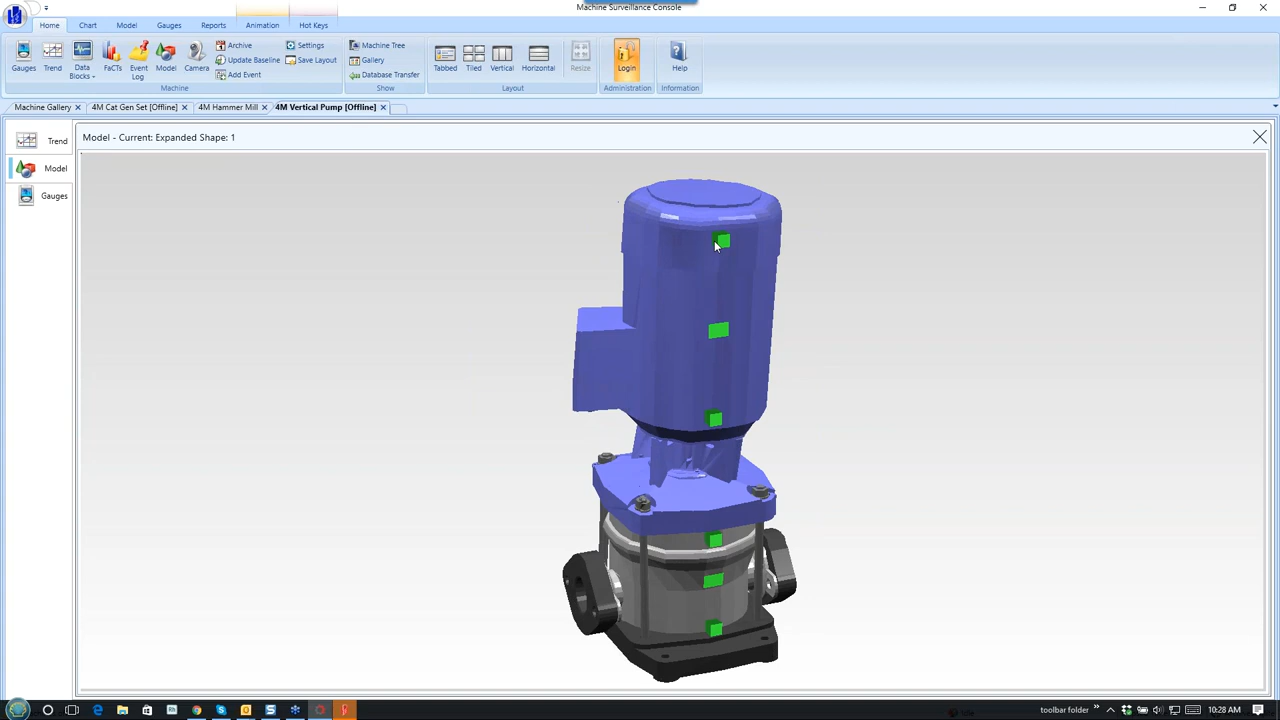 Machine Surveillance Console
Home Chart Model Gauges Reports Animation Hot Keys
Gauges
Trend
Data
Blocks
FaCTs
Event
Log
Model
Camera
Archive
Update Baseline
Add Event
Settings
Save Layout
Machine
Machine Tree
Gallery
Database Transfer
Show
Tabbed
Tiled
Vertical
Horizontal
Resize
Layout
Login
Administration
Help
Information
Machine Gallery
4M Cat Gen Set [Offline]
4M Hammer Mill
4M Vertical Pump [Offline]
Trend
Model
Gauges
Model - Current: Expanded Shape: 1
toolbar folder
10:28 AM